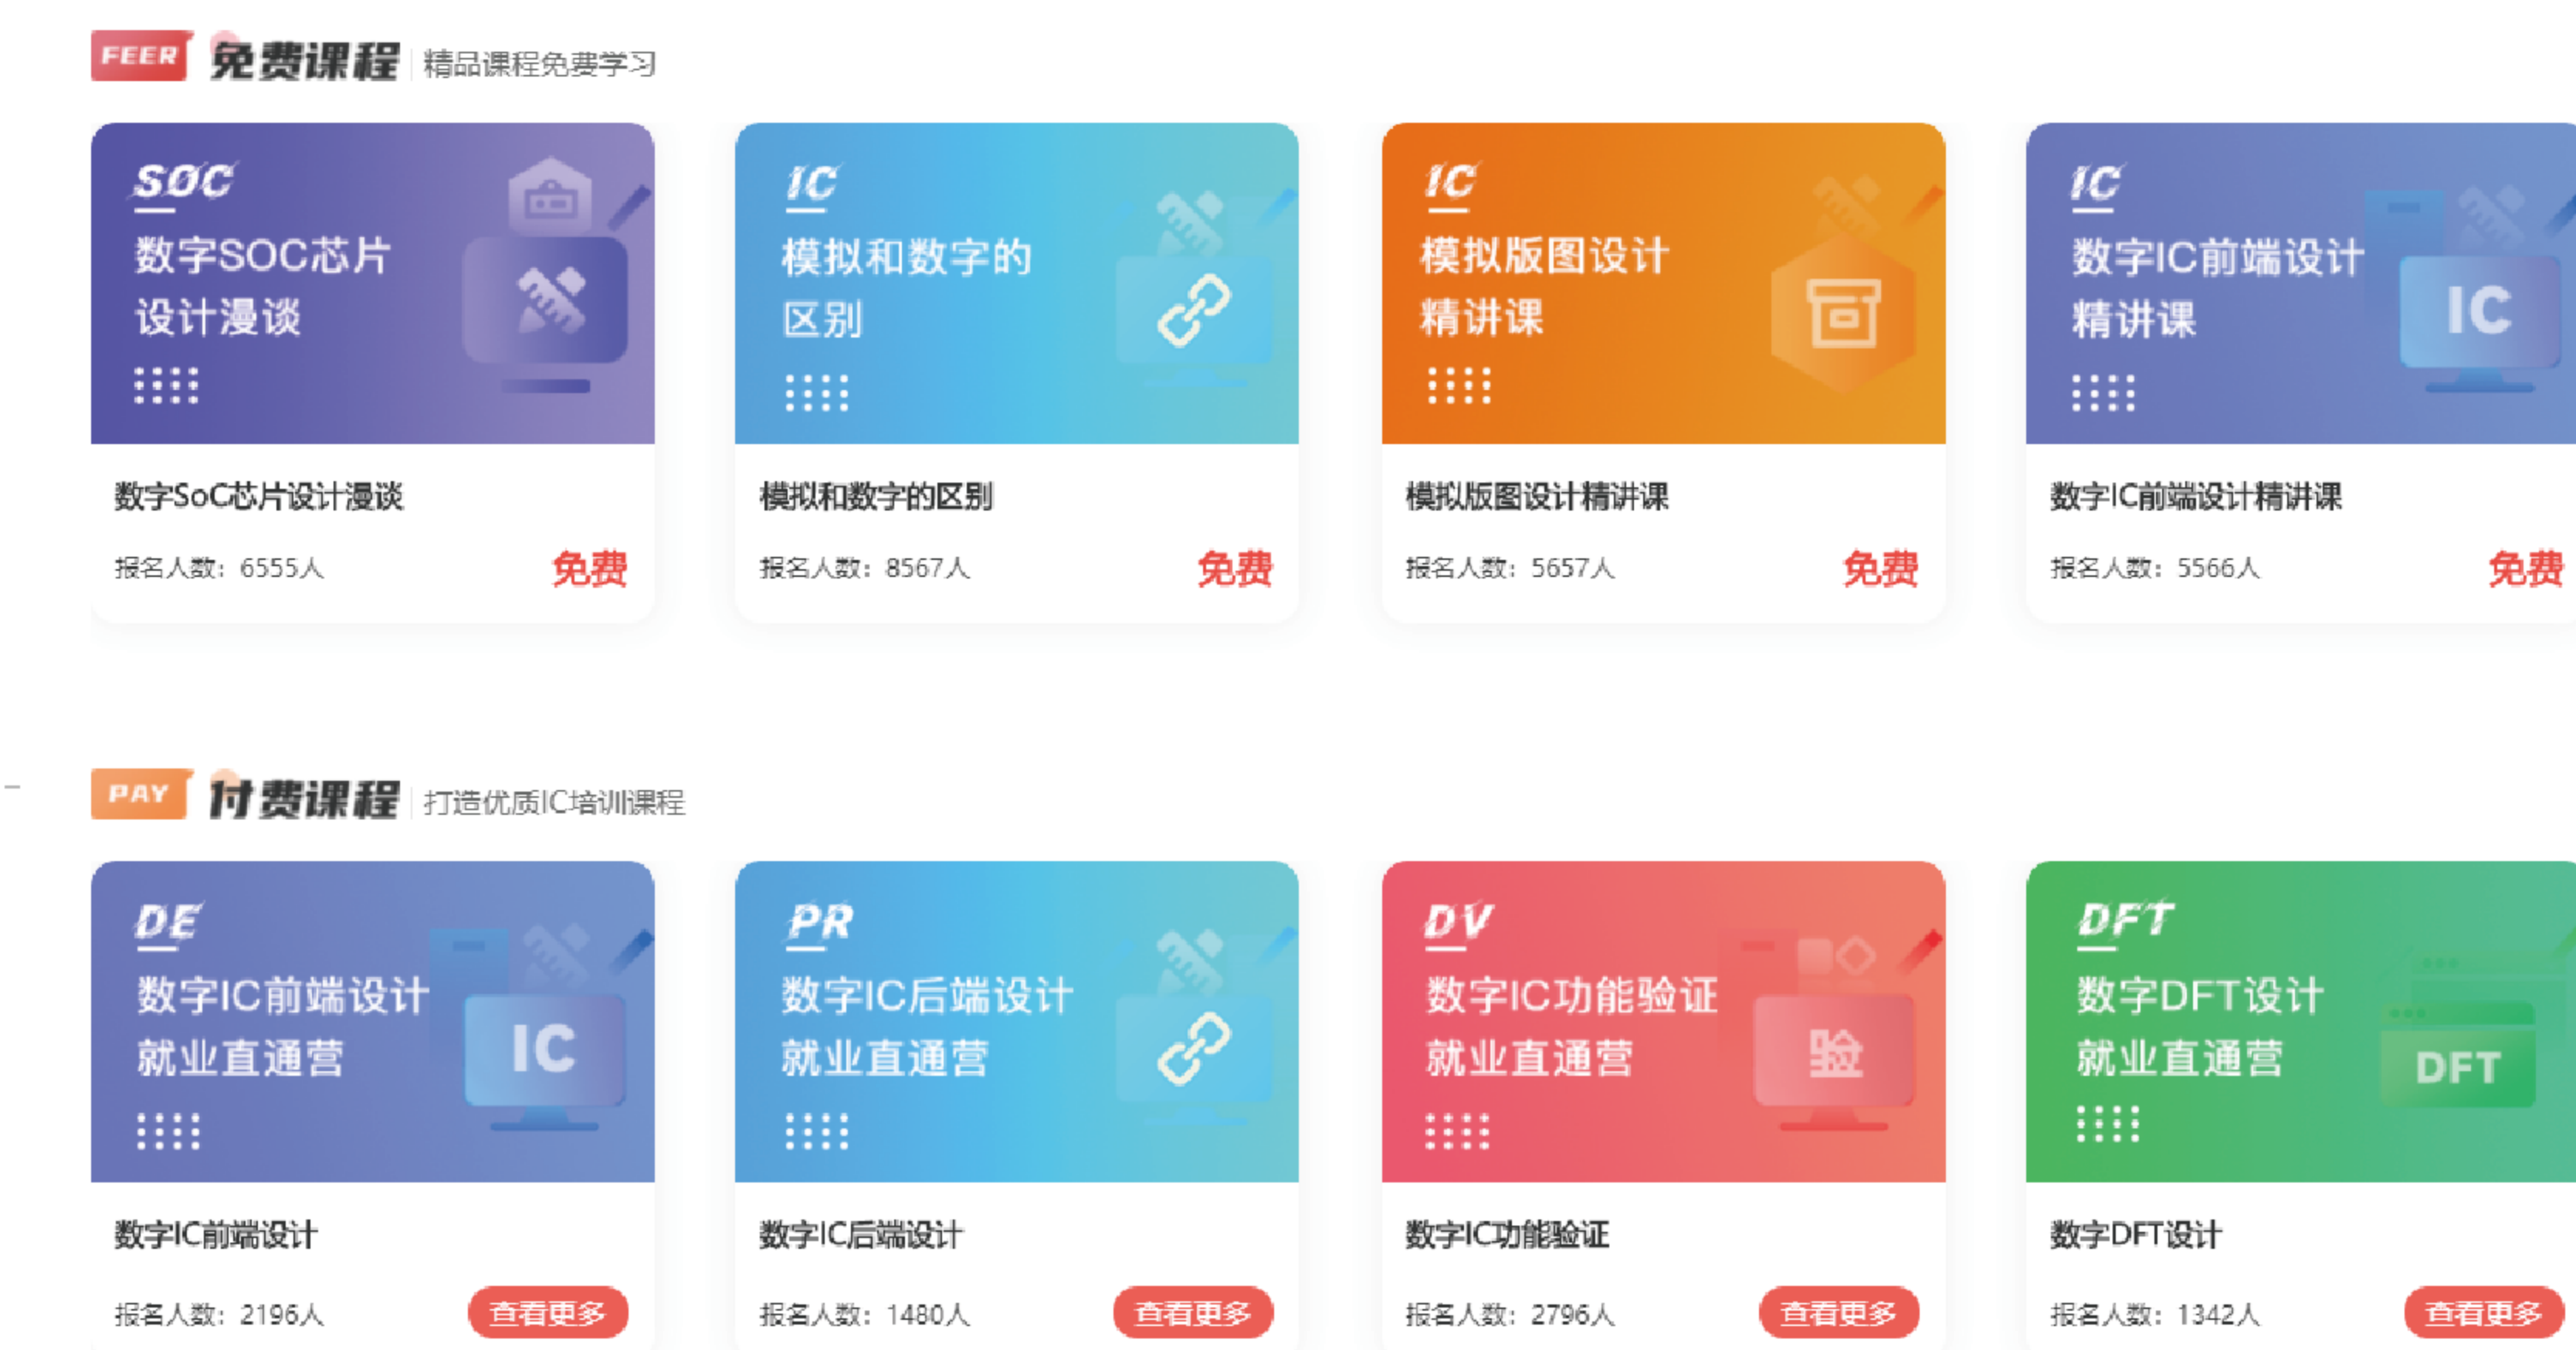 FEER 免费课程 精品课程免费学习
SOC
数字SOC芯片
设计漫谈
数字SoC芯片设计漫谈
报名人数：6555人 免费
IC
模拟和数字的
区别
模拟和数字的区别
报名人数：8567人 免费
IC
模拟版图设计
精讲课
模拟版图设计精讲课
报名人数：5657人 免费
IC
数字IC前端设计
精讲课
IC
数字IC前端设计精讲课
报名人数：5566人 免费
PAY 付费课程 打造优质IC培训课程
DE
数字IC前端设计
就业直通营
IC
数字IC前端设计
报名人数：2196人 查看更多
PR
数字IC后端设计
就业直通营
数字IC后端设计
报名人数：1480人 查看更多
DV
数字IC功能验证
就业直通营
验
数字IC功能验证
报名人数：2796人 查看更多
DFT
数字DFT设计
就业直通营
DFT
数字DFT设计
报名人数：1342人 查看更多